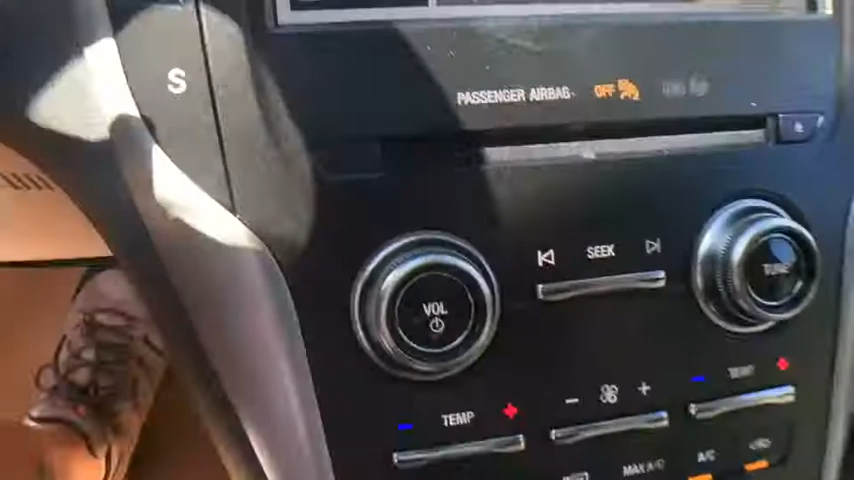 S
PASSENGER AIRBAG OFF
SEEK
TUNE
VOL
TEMP
- +
TEMP
MAX A/C
A/C